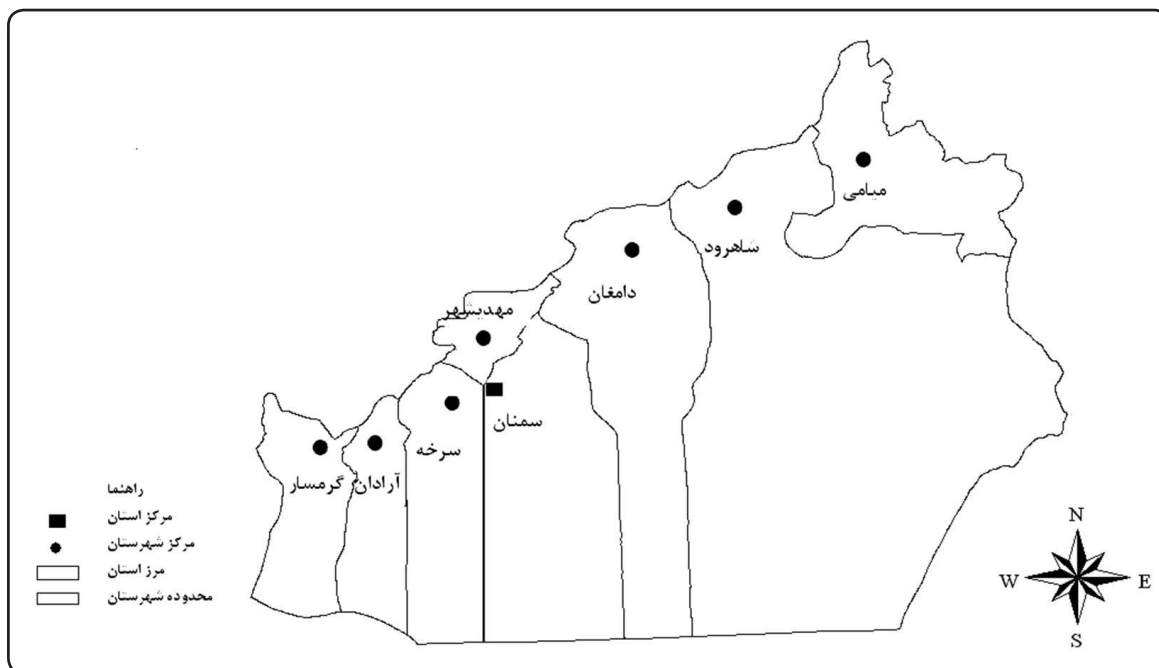 میامی
شاهرود
دامغان
مهدیشهر
سمنان
سرخه
آرادان
گرمسار
راهنما
مرکز استان
مرکز شهرستان
مرز استان
محدوده شهرستان
N
W
E
S